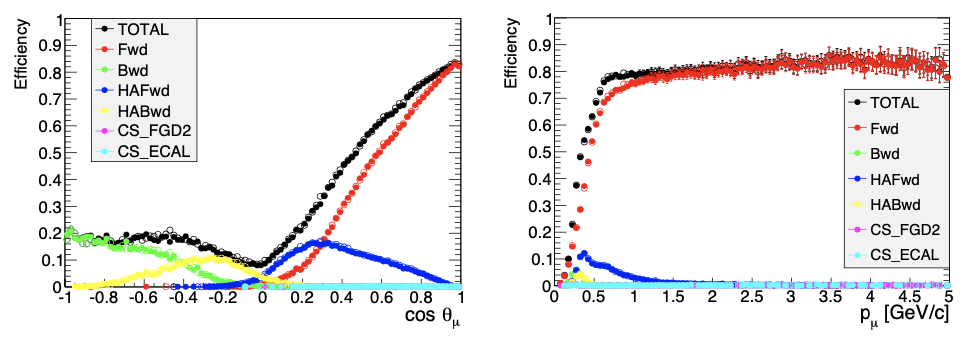 Efficiency
1
0.9
0.8
0.7
0.6
0.5
0.4
0.3
0.2
0.1
0
TOTAL
Fwd
Bwd
HAFwd
HABwd
CS_FGD2
CS_ECAL
-1 -0.8 -0.6 -0.4 -0.2 0 0.2 0.4 0.6 0.8 1
cos θμ
Efficiency
1
0.9
0.8
0.7
0.6
0.5
0.4
0.3
0.2
0.1
0
TOTAL
Fwd
Bwd
HAFwd
HABwd
CS_FGD2
CS_ECAL
0 0.5 1 1.5 2 2.5 3 3.5 4 4.5 5
pμ [GeV/c]